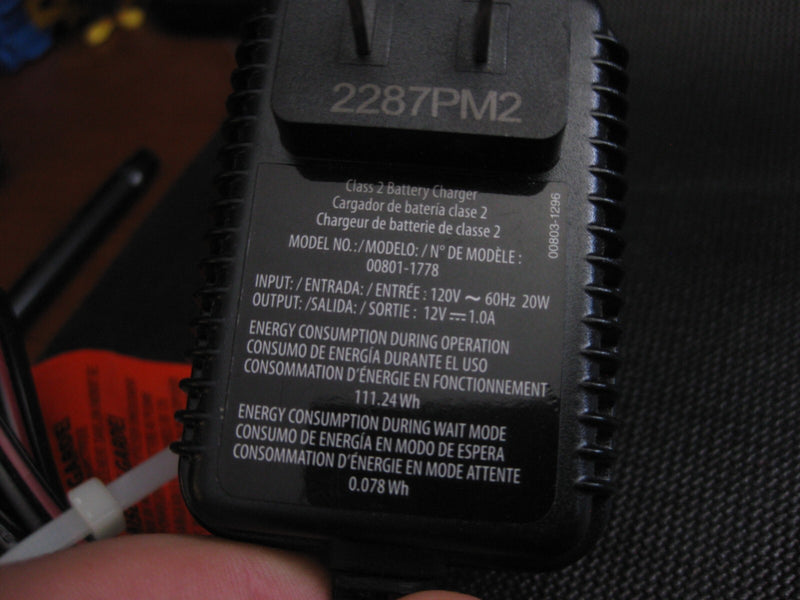 2287PM2
Class 2 Battery Charger
Cargador de batería clase 2
Chargeur de batterie de classe 2
00803-1296
MODEL NO.:/ MODELO: / N° DE MODÈLE :
00801-1778
INPUT: / ENTRADA: / ENTRÉE : 120V ~ 60Hz 20W
OUTPUT: /SALIDA: / SORTIE : 12V ⎓ 1.0A
ENERGY CONSUMPTION DURING OPERATION
CONSUMO DE ENERGÍA DURANTE EL USO
CONSOMMATION D'ÉNERGIE EN FONCTIONNEMENT
111.24 Wh
ENERGY CONSUMPTION DURING WAIT MODE
CONSUMO DE ENERGÍA EN MODO DE ESPERA
CONSOMMATION D'ÉNERGIE EN MODE ATTENTE
0.078 Wh